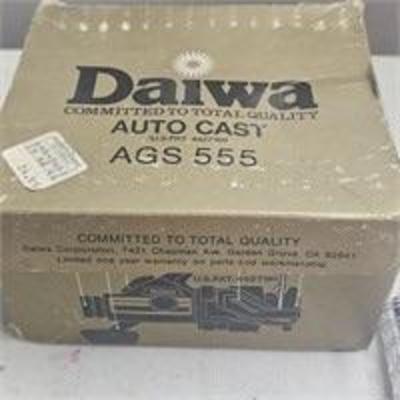 Daiwa
COMMITTED TO TOTAL QUALITY
AUTO CAST
AGS 555
COMMITTED TO TOTAL QUALITY
Daiwa Corporation, 7421 Chapman Ave. Garden Grove, CA 92641
Limited one year warranty on parts and workmanship
U.S. PAT.